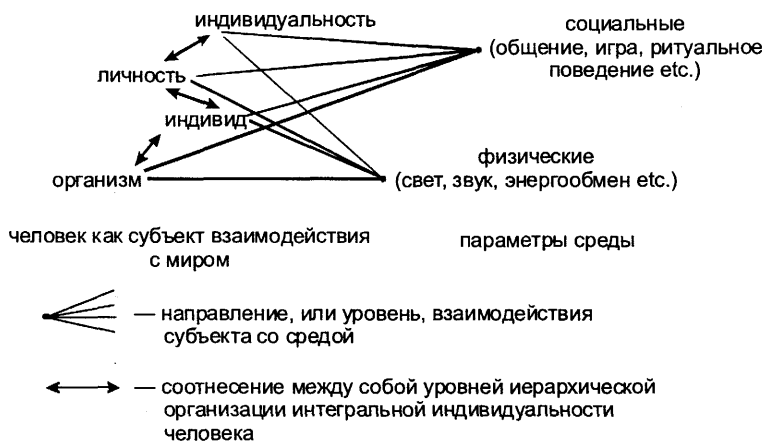 индивидуальность
социальные
(общение, игра, ритуальное
поведение etc.)
личность
индивид
организм
физические
(свет, звук, энергообмен etc.)
человек как субъект взаимодействия
с миром
параметры среды
— направление, или уровень, взаимодействия
субъекта со средой
— соотнесение между собой уровней иерархической
организации интегральной индивидуальности
человека